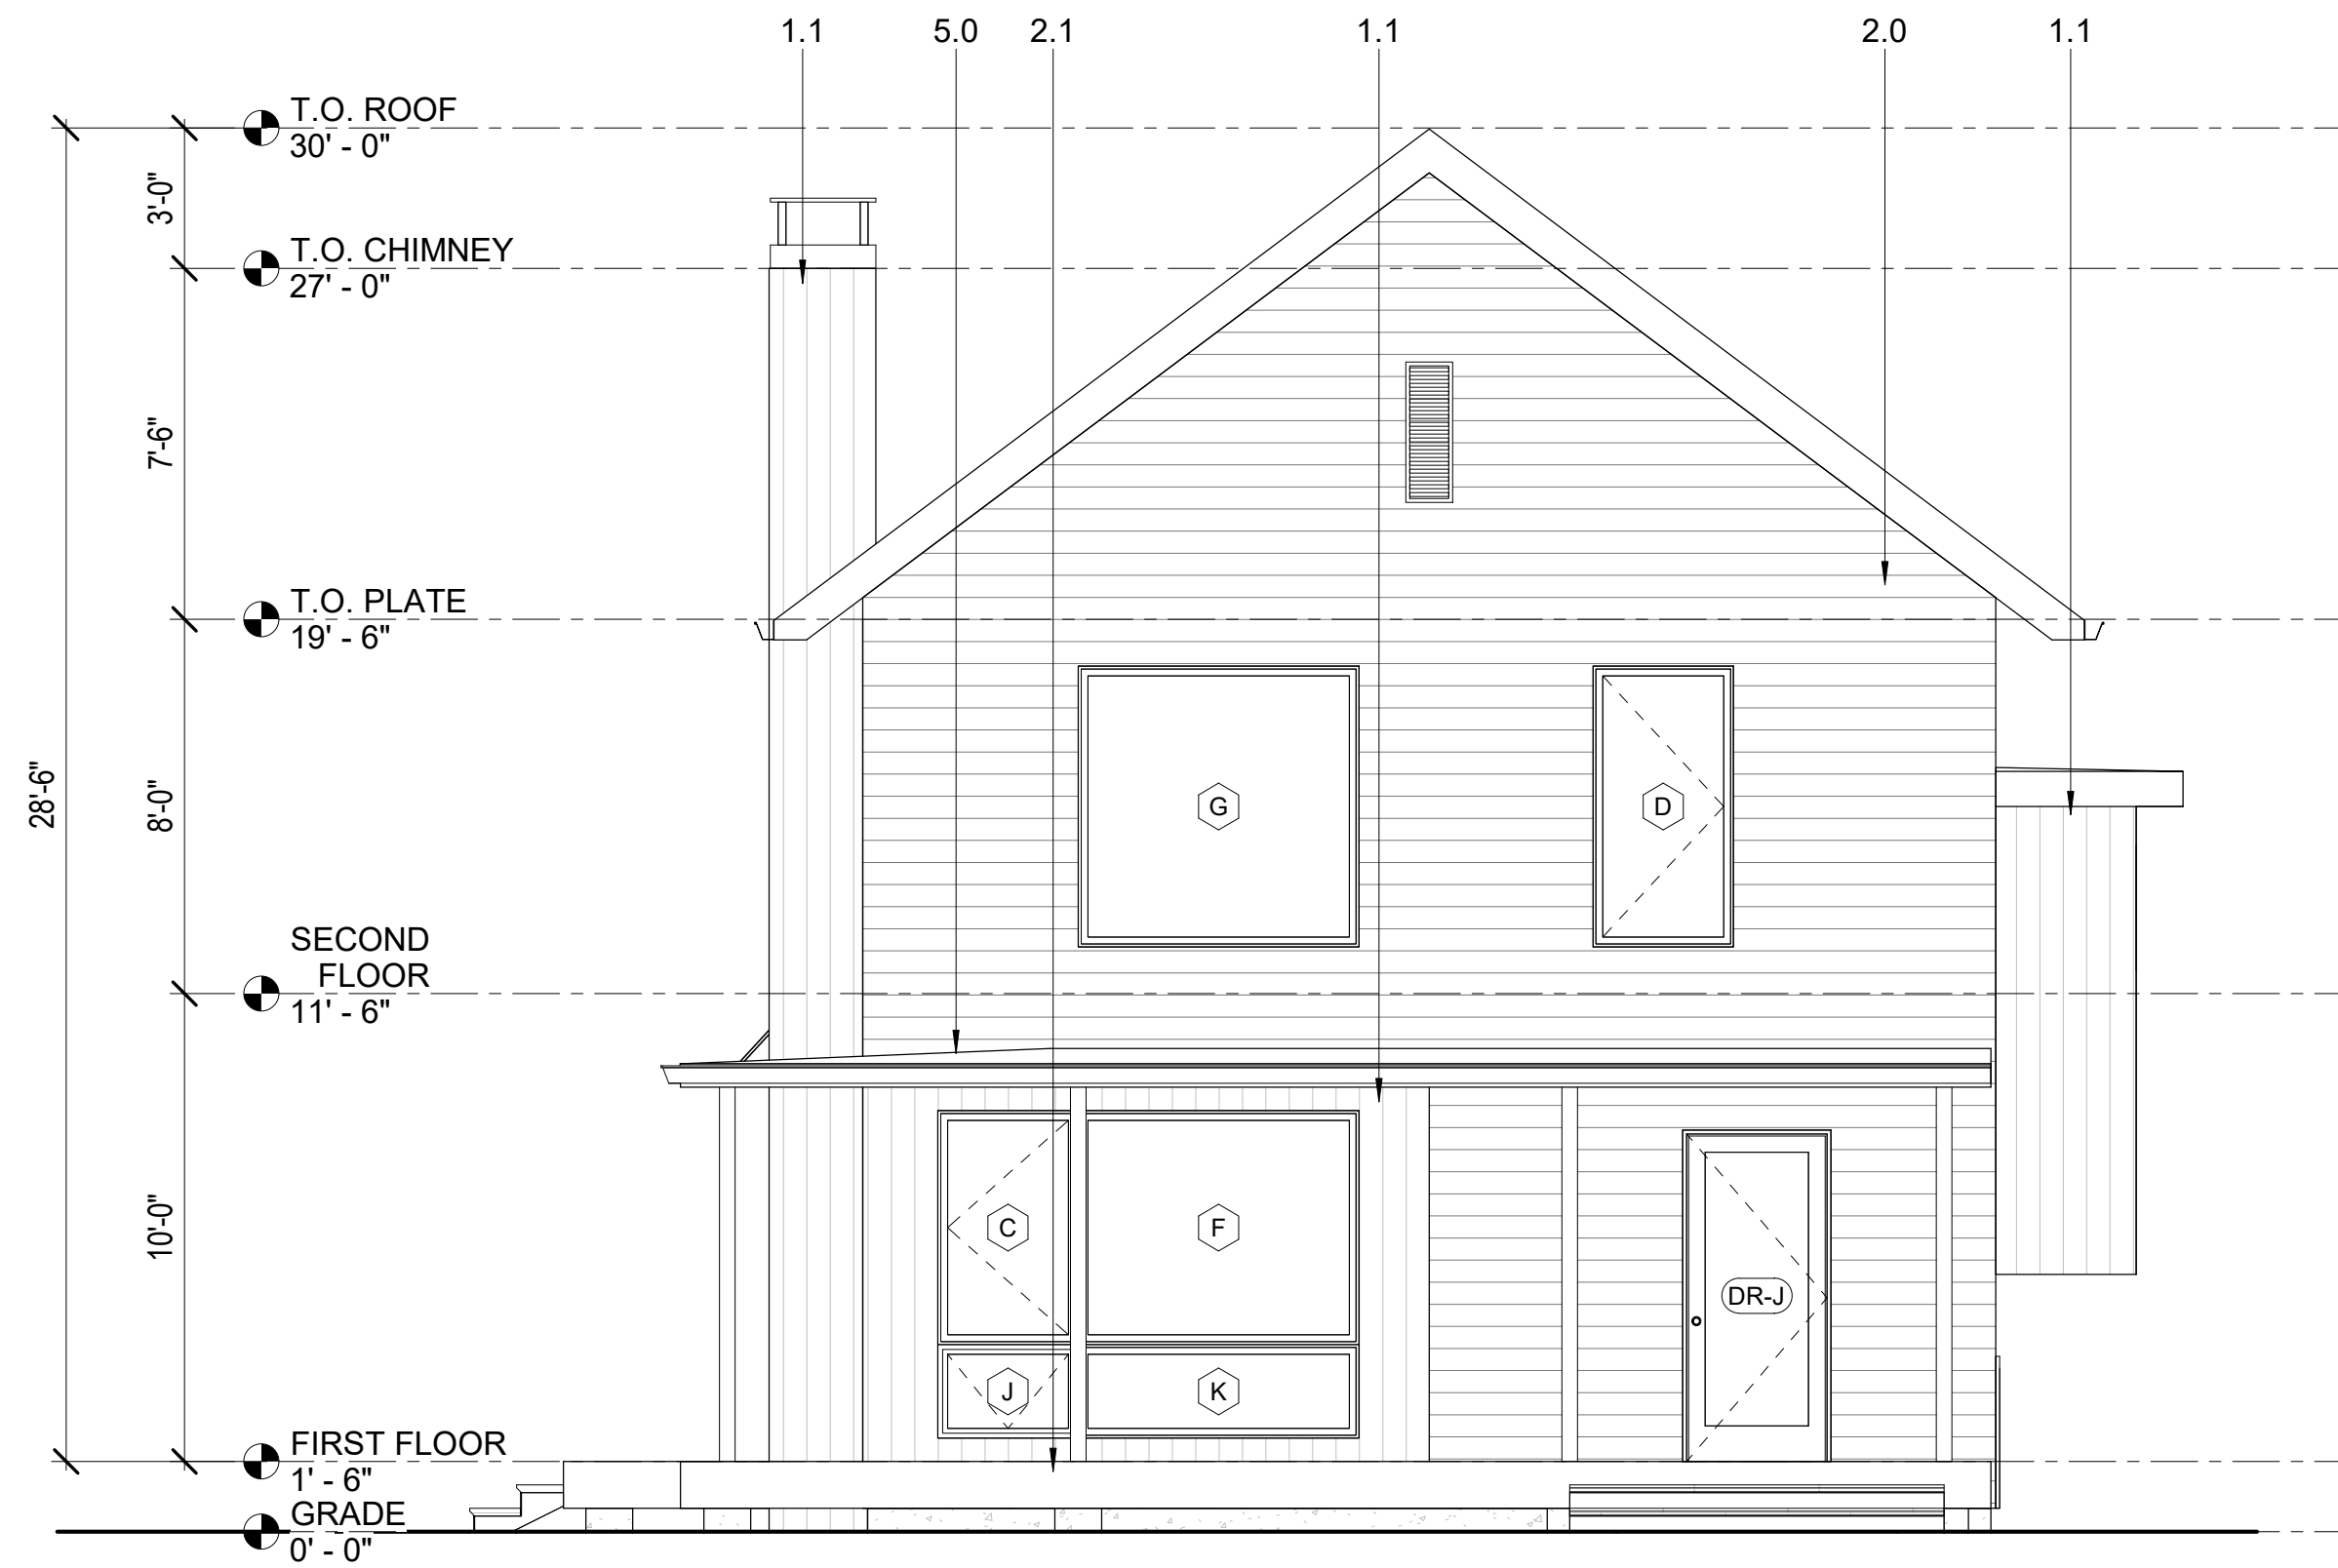 1.1 5.0 2.1 1.1 2.0 1.1
T.O. ROOF
30' - 0"
3'-0"
T.O. CHIMNEY
27' - 0"
7'-6"
T.O. PLATE
19' - 6"
28'-6"
8'-0"
G D
SECOND
FLOOR
11' - 6"
10'-0"
C F
DR-J
J K
FIRST FLOOR
1' - 6"
GRADE
0' - 0"